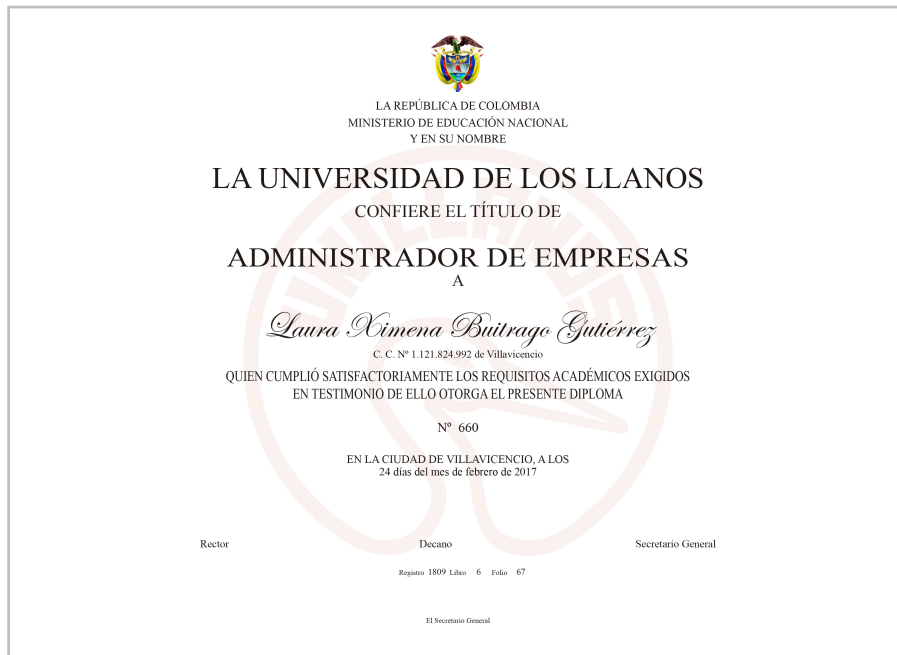 LA REPÚBLICA DE COLOMBIA
MINISTERIO DE EDUCACIÓN NACIONAL
Y EN SU NOMBRE
UNILLANOS
LA UNIVERSIDAD DE LOS LLANOS
CONFIERE EL TÍTULO DE
ADMINISTRADOR DE EMPRESAS
A
Laura Ximena Buitrago Gutiérrez
C. C. Nº 1.121.824.992 de Villavicencio
QUIEN CUMPLIÓ SATISFACTORIAMENTE LOS REQUISITOS ACADÉMICOS EXIGIDOS
EN TESTIMONIO DE ELLO OTORGA EL PRESENTE DIPLOMA
Nº 660
EN LA CIUDAD DE VILLAVICENCIO, A LOS
24 días del mes de febrero de 2017
Rector Decano Secretario General
Registro 1809 Libro 6 Folio 67
El Secretario General